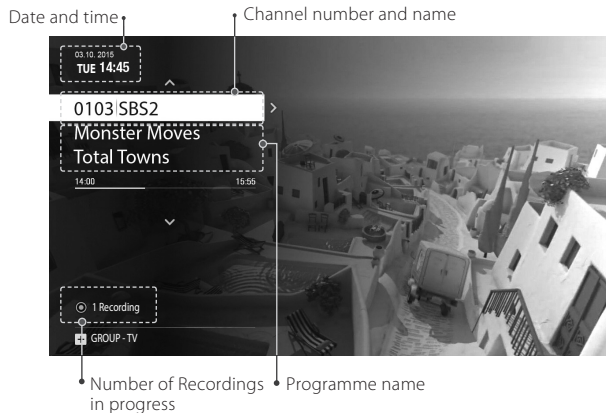 Date and time
Channel number and name
03.10. 2015
TUE 14:45
0103 SBS2
Monster Moves
Total Towns
14:00 15:55
1 Recording
GROUP - TV
Number of Recordings
in progress
Programme name